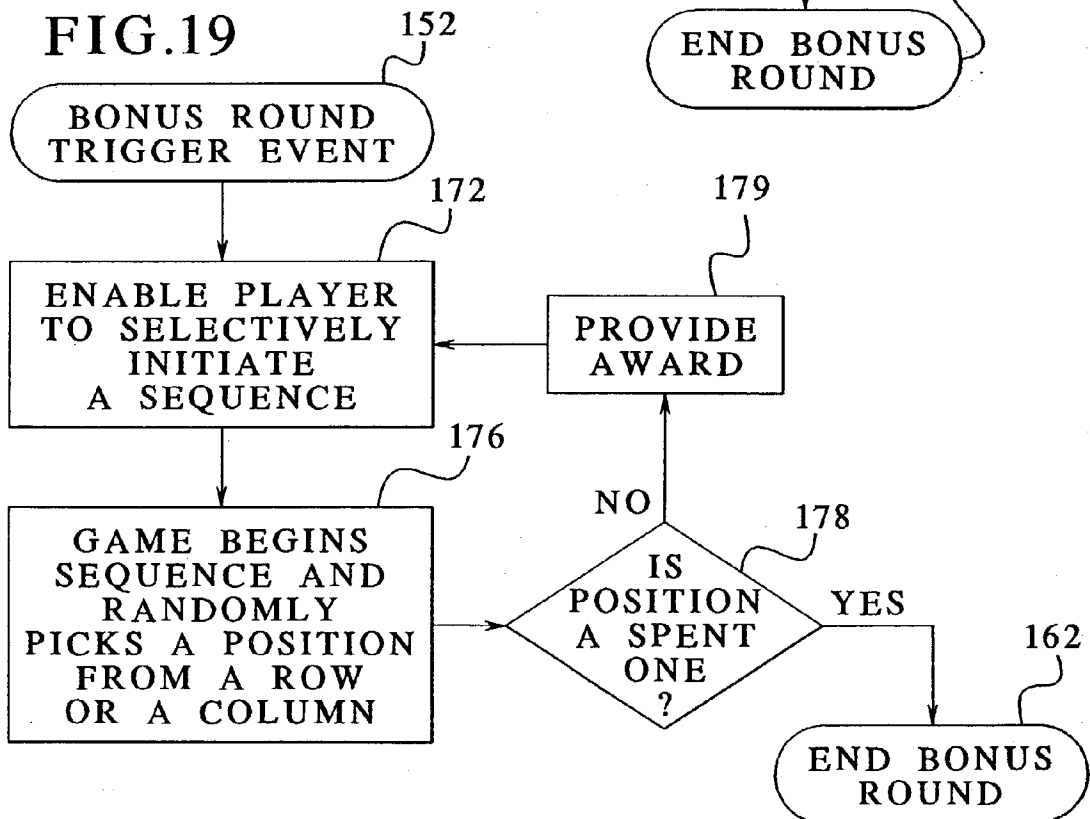 FIG.19
152
END BONUS
ROUND
BONUS ROUND
TRIGGER EVENT
172
179
ENABLE PLAYER
TO SELECTIVELY
INITIATE
A SEQUENCE
PROVIDE
AWARD
176
NO
178
GAME BEGINS
SEQUENCE AND
RANDOMLY
PICKS A POSITION
FROM A ROW
OR A COLUMN
IS
POSITION
A SPENT
ONE
?
YES
162
END BONUS
ROUND